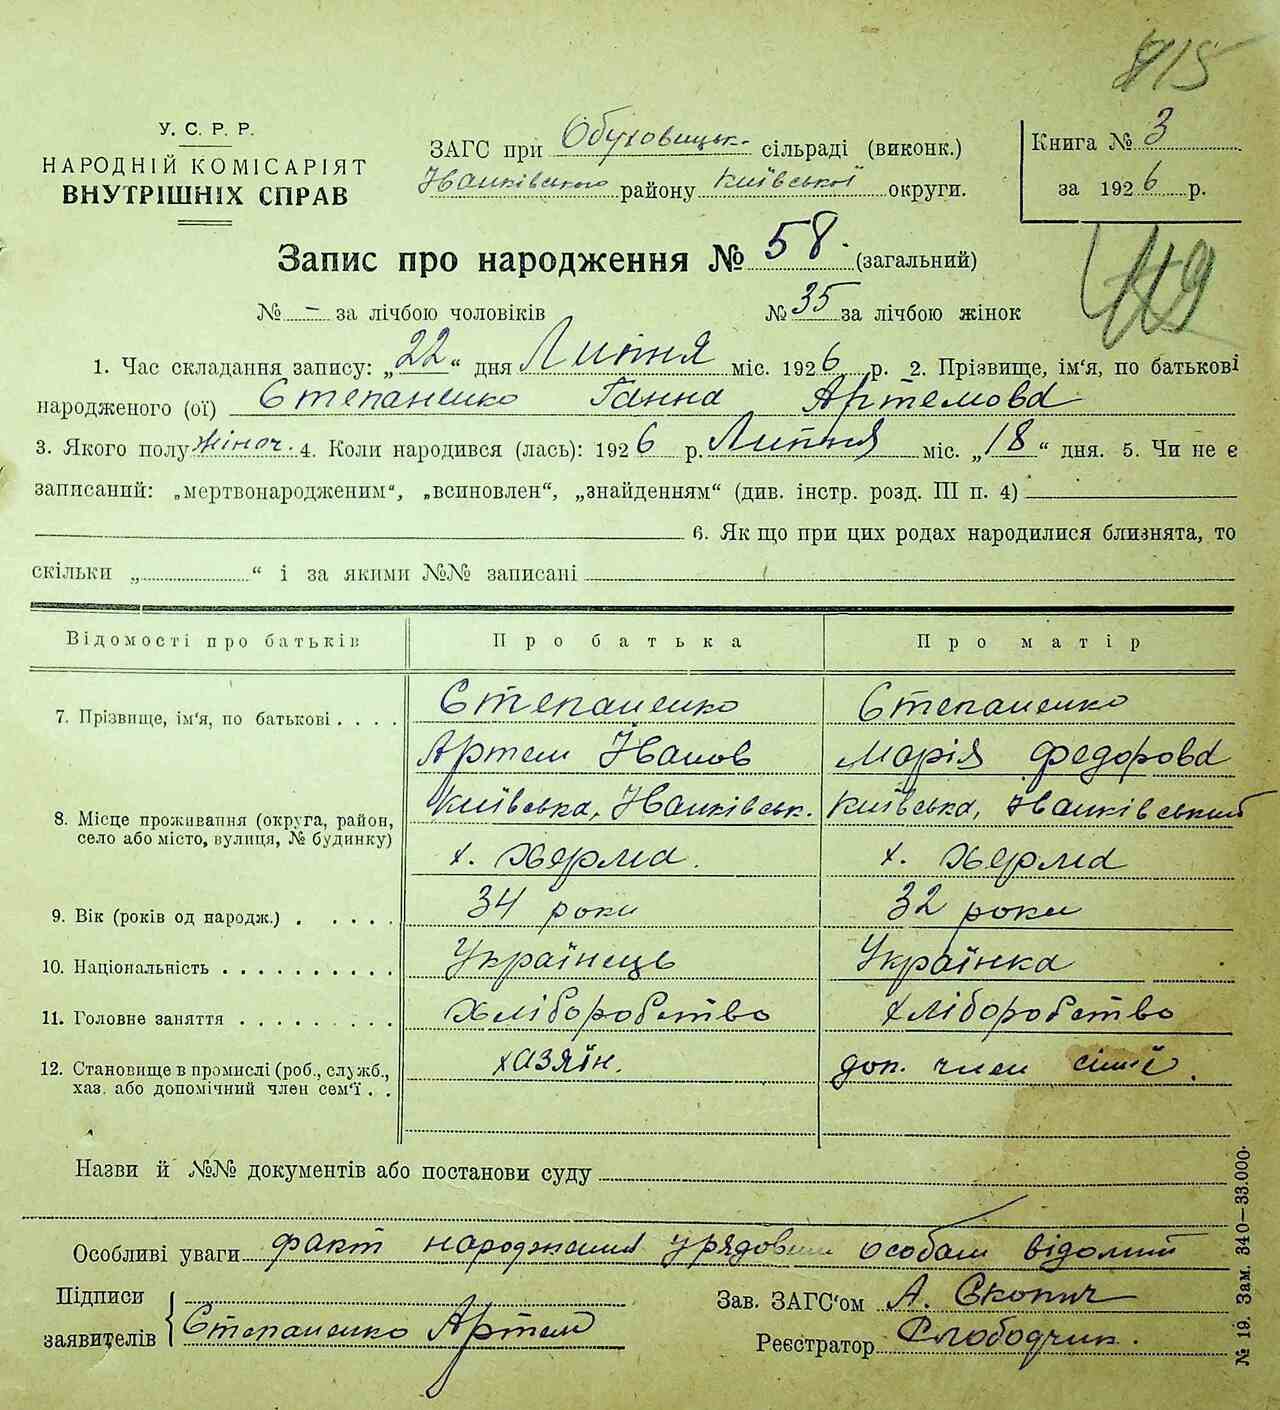 715
У. С. Р. Р.
НАРОДНІЙ КОМІСАРІЯТ
ВНУТРІШНІХ СПРАВ
ЗАГС при Обуховицьк. сільраді (виконк.)
Іванківського району Київської округи.
Книга № 3
за 1926 р.
Запис про народження № 58. (загальний)
119
№ – за лічбою чоловіків № 35 за лічбою жінок
1. Час складання запису: „22“ дня Липня міс. 1926 р. 2. Прізвище, ім'я, по батькові
народженого (ої) Степаненко Ганна Артемова
3. Якого полу жіноч. 4. Коли народився (лась): 1926 р. Липня міс. „18“ дня. 5. Чи не є
записаний: „мертвонародженим“, „всиновлен“, „знайденням“ (див. інстр. розд. III п. 4)
6. Як що при цих родах народилися близнята, то
скільки „ “ і за якими №№ записані
Відомості про батьків Про батька Про матір
7. Прізвище, ім'я, по батькові . . . . Степаненко Степаненко
Артем Іванов Марія Федорова
8. Місце проживання (округа, район, Київська, Іванківськ. Київська, Іванківський
село або місто, вулиця, № будинку) х. Ферма. х. Ферма
9. Вік (років од народж.) . . . . . 34 роки 32 роки
10. Національність . . . . . . . . . . Українець Українка
11. Головне заняття . . . . . . . . . Хліборобство хліборобство
12. Становище в промислі (роб., служб., хазяїн. доп. член сімї.
хаз. або допомічний член сем'ї . .
Назви й №№ документів або постанови суду
Особливі уваги факт народження урядовим особам відомий
Підписи
заявителів Степаненко Артем
Зав. ЗАГС'ом А. Скопич
Реєстратор Слободчик.
№ 19. Зам. 340—33.000.